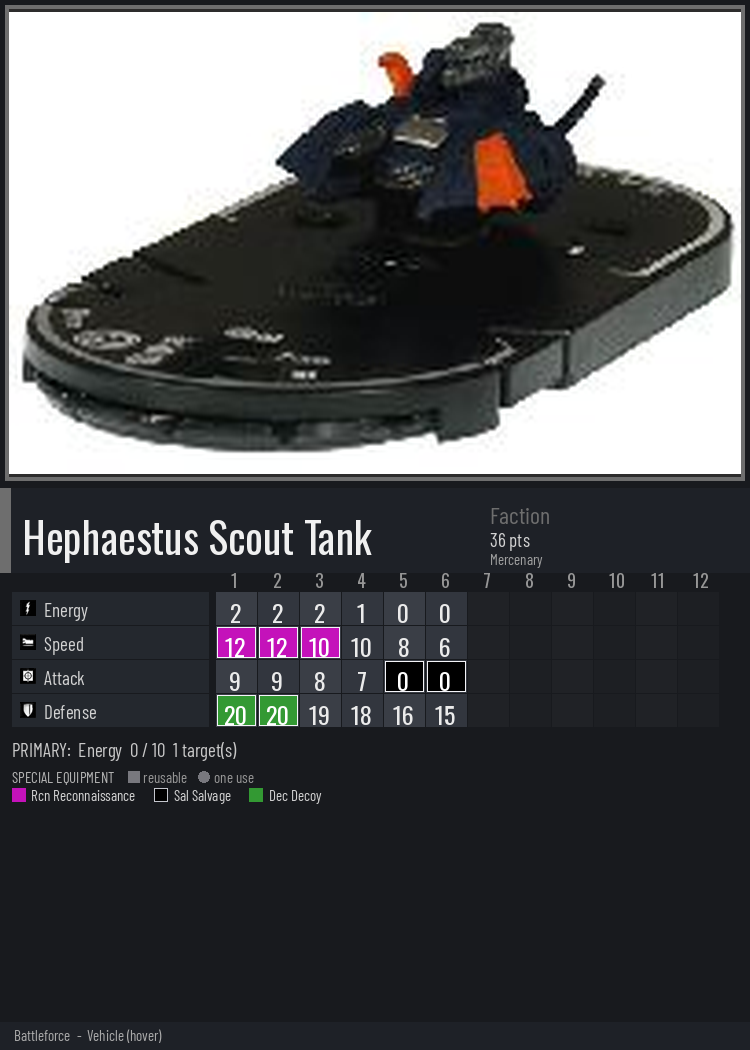 Hephaestus Scout Tank
Faction
36 pts
Mercenary
1 2 3 4 5 6 7 8 9 10 11 12
Energy 2 2 2 1 0 0
Speed 12 12 10 10 8 6
Attack 9 9 8 7 0 0
Defense 20 20 19 18 16 15
PRIMARY: Energy 0 / 10 1 target(s)
SPECIAL EQUIPMENT reusable one use
Rcn Reconnaissance Sal Salvage Dec Decoy
Battleforce - Vehicle (hover)